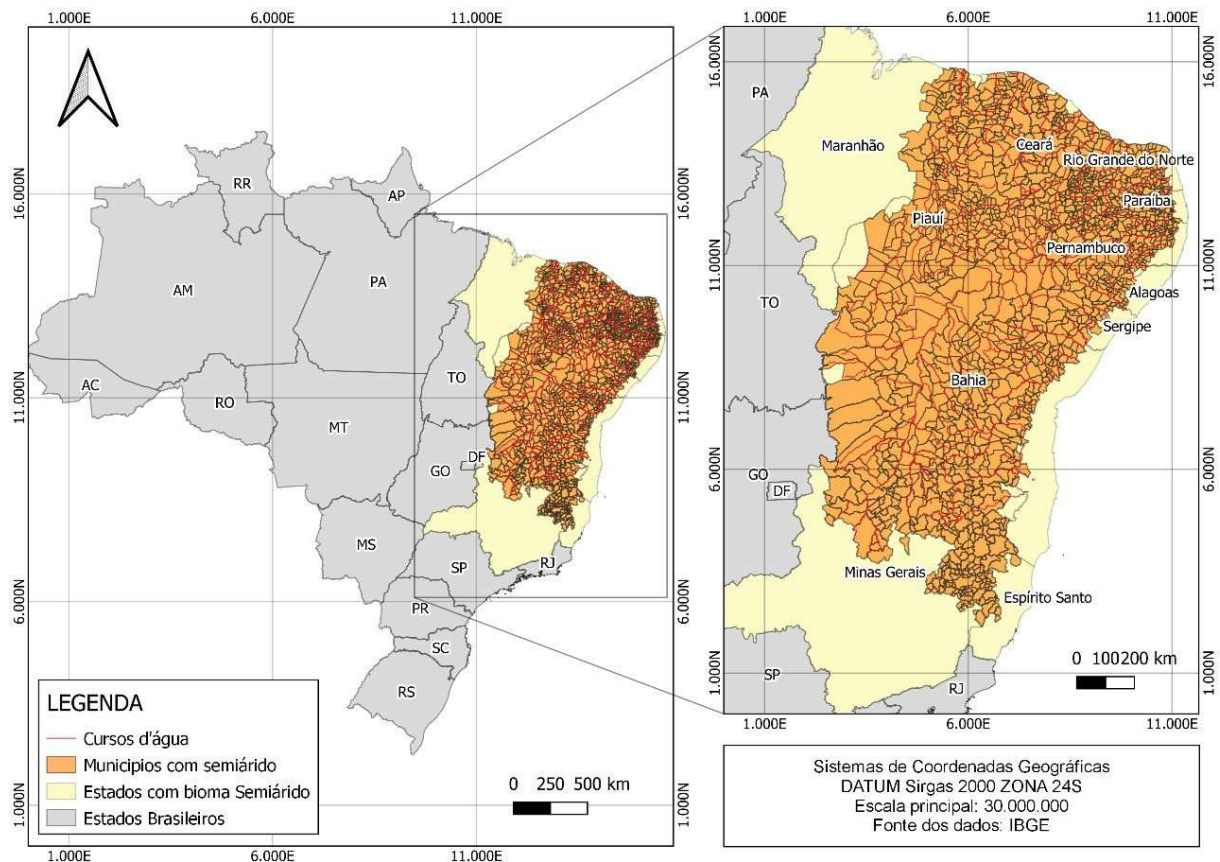 1.000E 6.000E 11.000E
16.000N
11.000N
6.000N
1.000N
RR
AP
AM
PA
AC
RO
TO
MT
GO
DF
MS
SP
RJ
PR
SC
RS
16.000N
11.000N
6.000N
1.000N
LEGENDA
Cursos d'água
Municipios com semiárido
Estados com bioma Semiárido
Estados Brasileiros
0 250 500 km
1.000E 6.000E 11.000E
1.000E 6.000E 11.000E
16.000N
11.000N
6.000N
1.000N
PA
Maranhão
Ceará
Rio Grande do Norte
Paraíba
Piauí
Pernambuco
TO
Alagoas
Sergipe
Bahia
GO
DF
Minas Gerais
Espírito Santo
SP
RJ
0 100200 km
16.000N
11.000N
6.000N
1.000N
1.000E 6.000E 11.000E
Sistemas de Coordenadas Geográficas
DATUM Sirgas 2000 ZONA 24S
Escala principal: 30.000.000
Fonte dos dados: IBGE